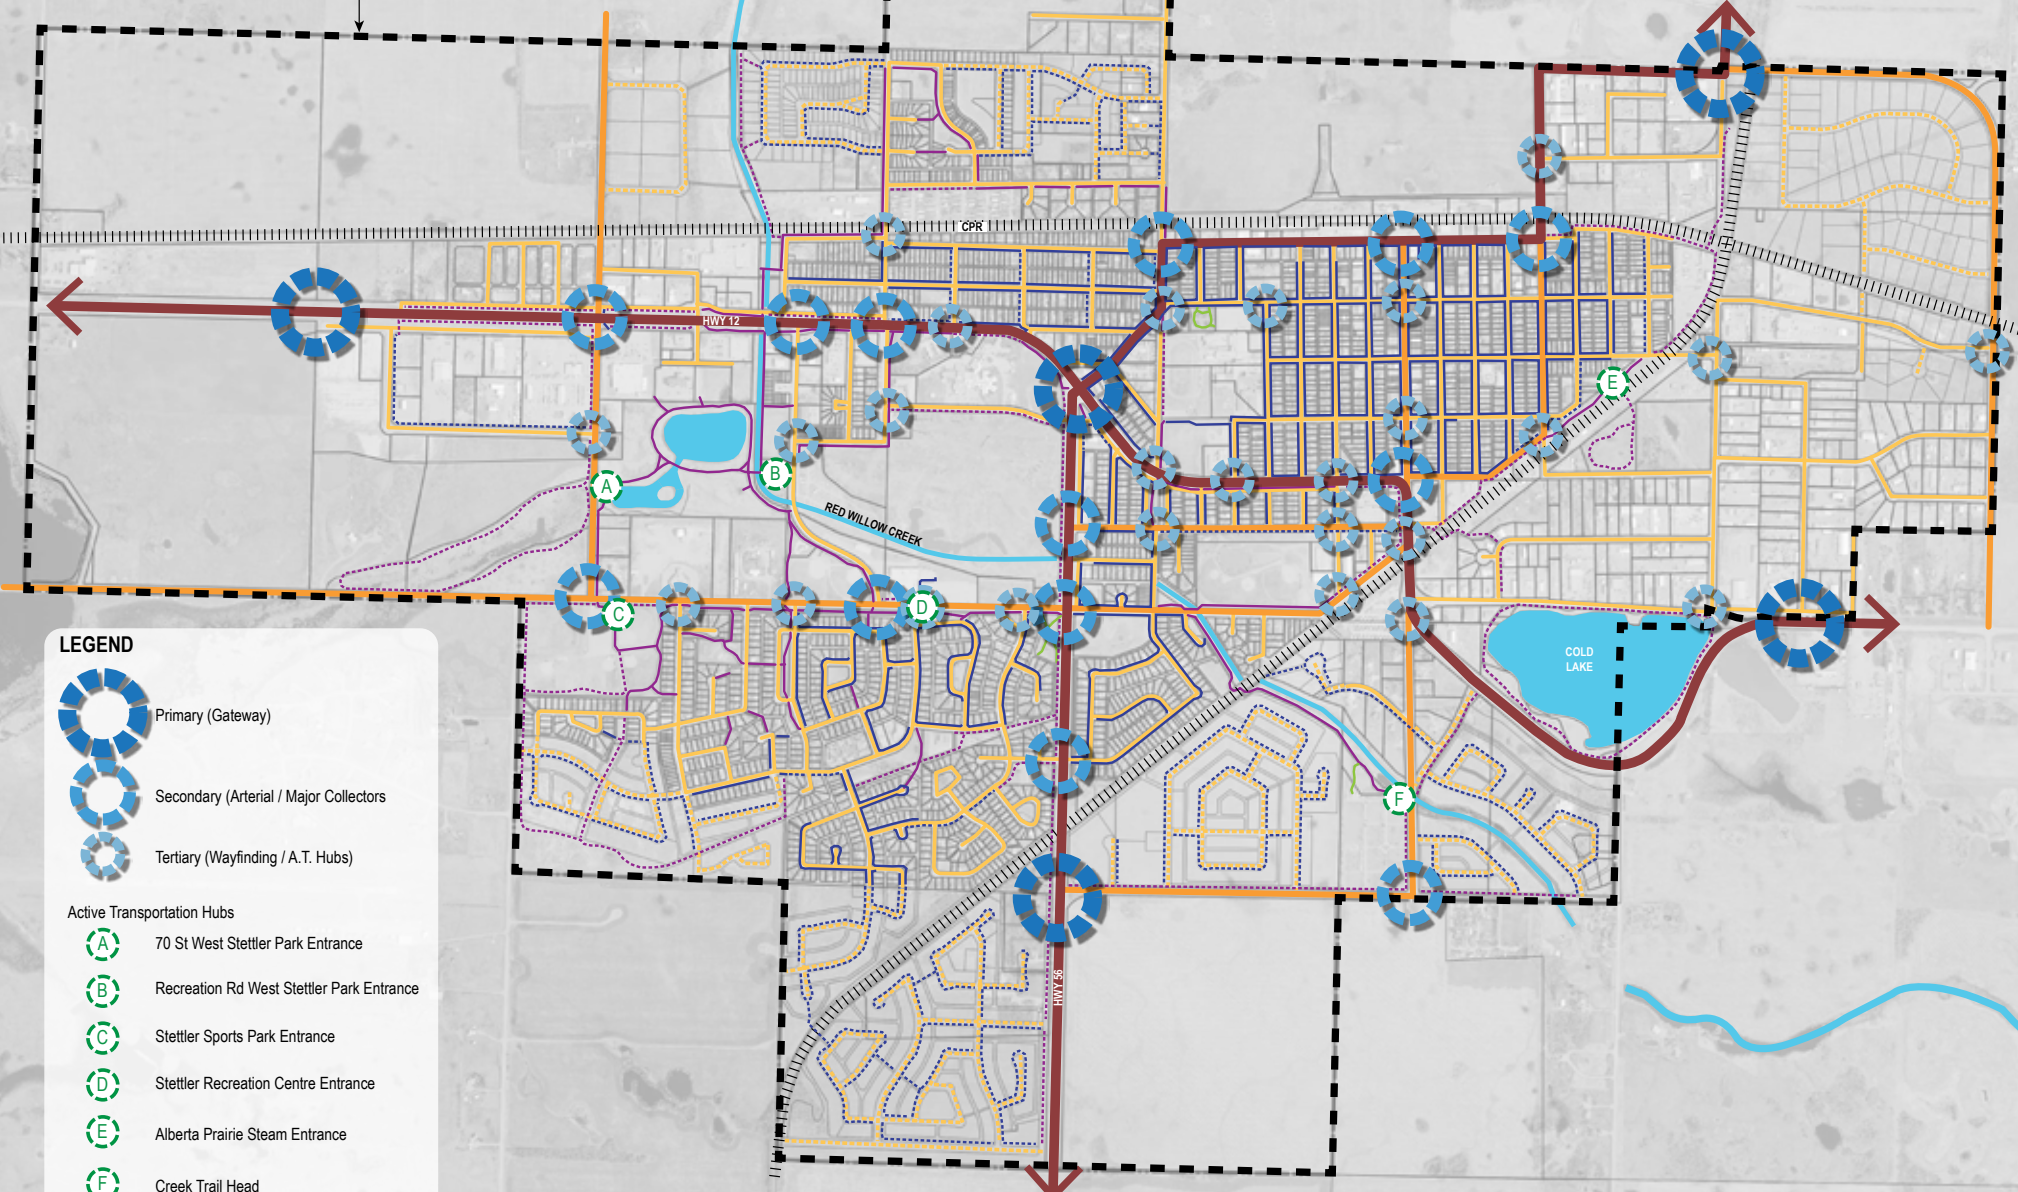 CPR
HWY 12
E
B
A
RED WILLOW CREEK
D
C
COLD
LAKE
F
HWY 56
LEGEND
Primary (Gateway)
Secondary (Arterial / Major Collectors
Tertiary (Wayfinding / A.T. Hubs)
Active Transportation Hubs
A 70 St West Stettler Park Entrance
B Recreation Rd West Stettler Park Entrance
C Stettler Sports Park Entrance
D Stettler Recreation Centre Entrance
E Alberta Prairie Steam Entrance
F Creek Trail Head